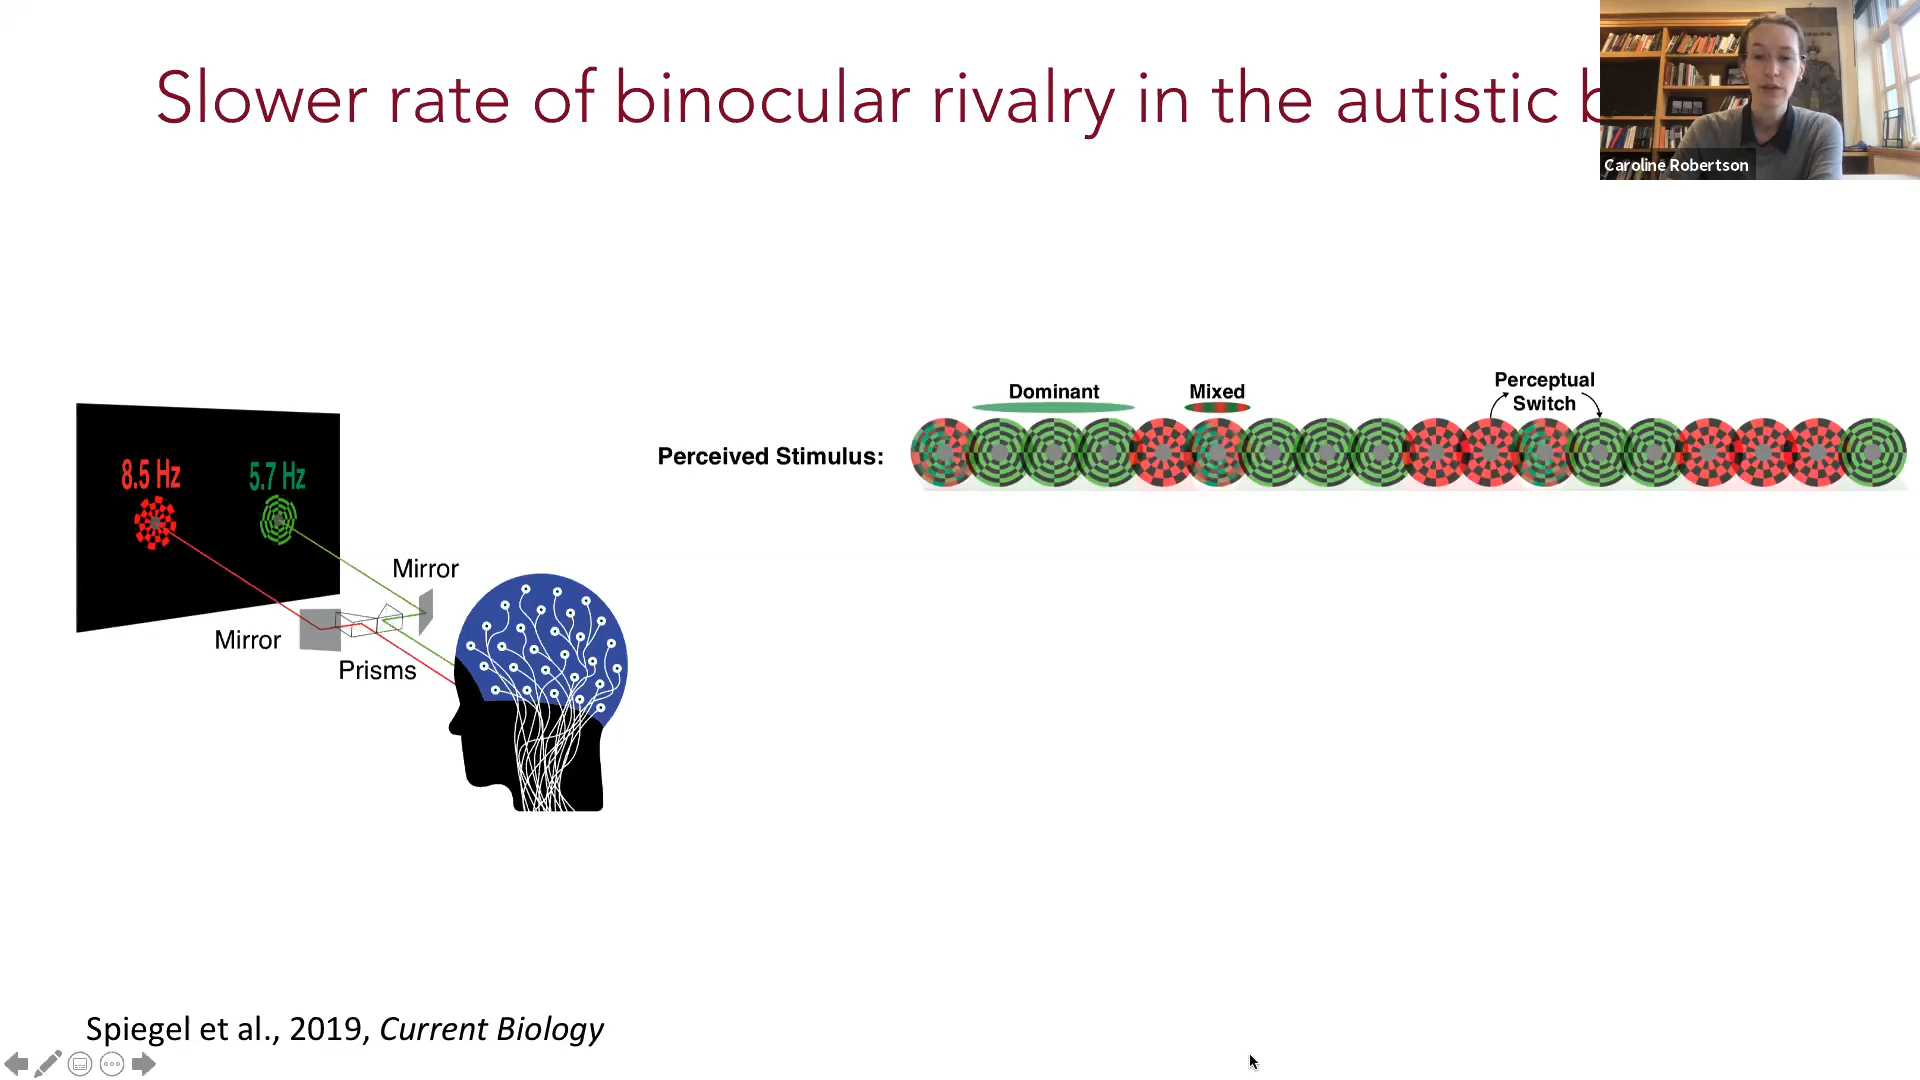 Slower rate of binocular rivalry in the autistic
Caroline Robertson
Dominant
Mixed
Perceptual
Switch
Perceived Stimulus:
8.5 Hz
5.7 Hz
Mirror
Mirror
Prisms
Spiegel et al., 2019, Current Biology